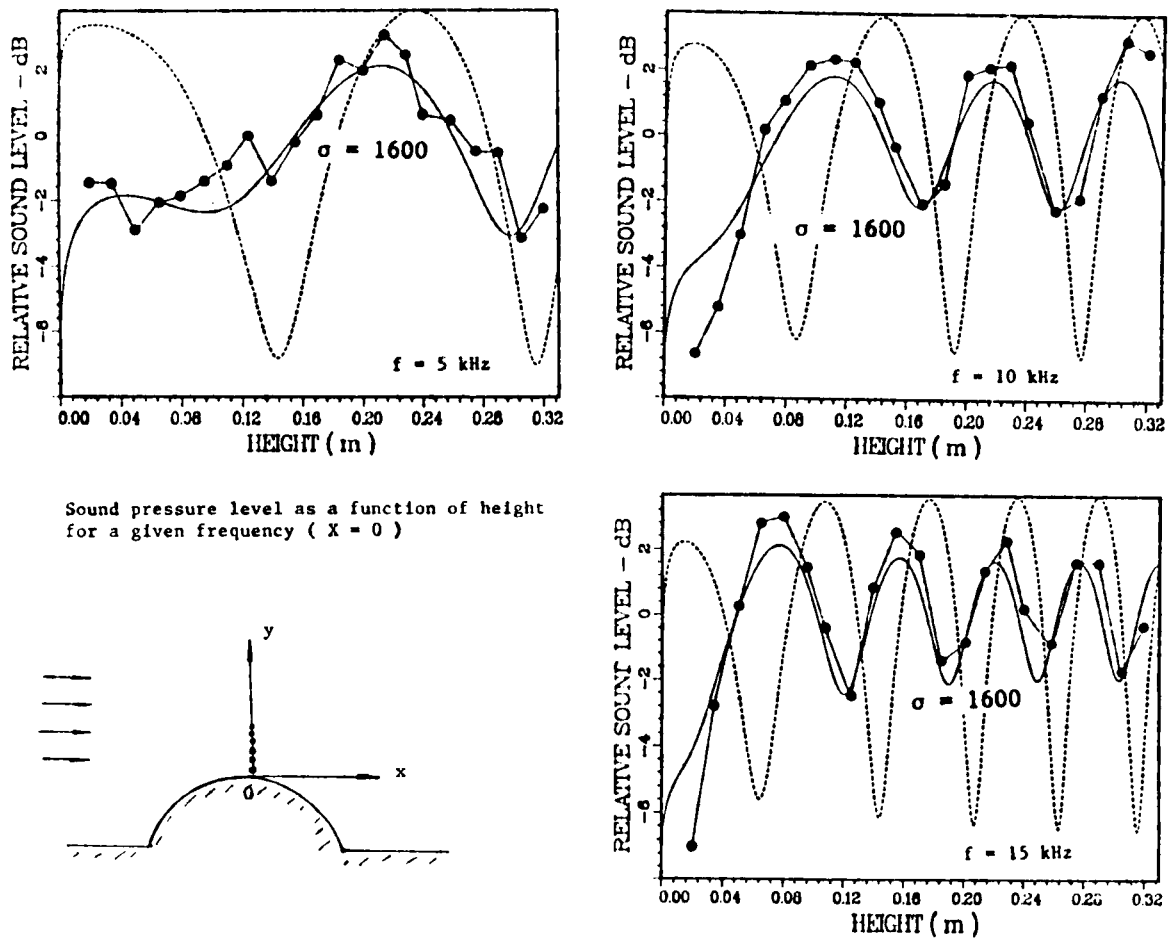 RELATIVE SOUND LEVEL - dB
2
0
-2
-4
-6
σ = 1600
f = 5 kHz
0.00 0.04 0.08 0.12 0.16 0.20 0.24 0.28 0.32
HEIGHT ( m )
RELATIVE SOUND LEVEL - dB
2
0
-2
-4
-6
σ = 1600
f = 10 kHz
0.00 0.04 0.08 0.12 0.16 0.20 0.24 0.28 0.32
HEIGHT ( m )
Sound pressure level as a function of height
for a given frequency ( X = 0 )
y
x
0
RELATIVE SOUND LEVEL - dB
2
0
-2
-4
-6
σ = 1600
f = 15 kHz
0.00 0.04 0.08 0.12 0.16 0.20 0.24 0.28 0.32
HEIGHT ( m )